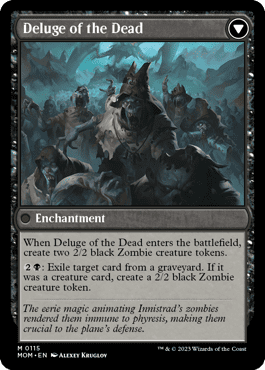 Deluge of the Dead
Enchantment
When Deluge of the Dead enters the battlefield,
create two 2/2 black Zombie creature tokens.
2: Exile target card from a graveyard. If it
was a creature card, create a 2/2 black Zombie
creature token.
The eerie magic animating Innistrad's zombies
rendered them immune to phyresis, making them
crucial to the plane's defense.
M 0115
MOM • EN ALEXEY KRUGLOV
™ & © 2023 Wizards of the Coast